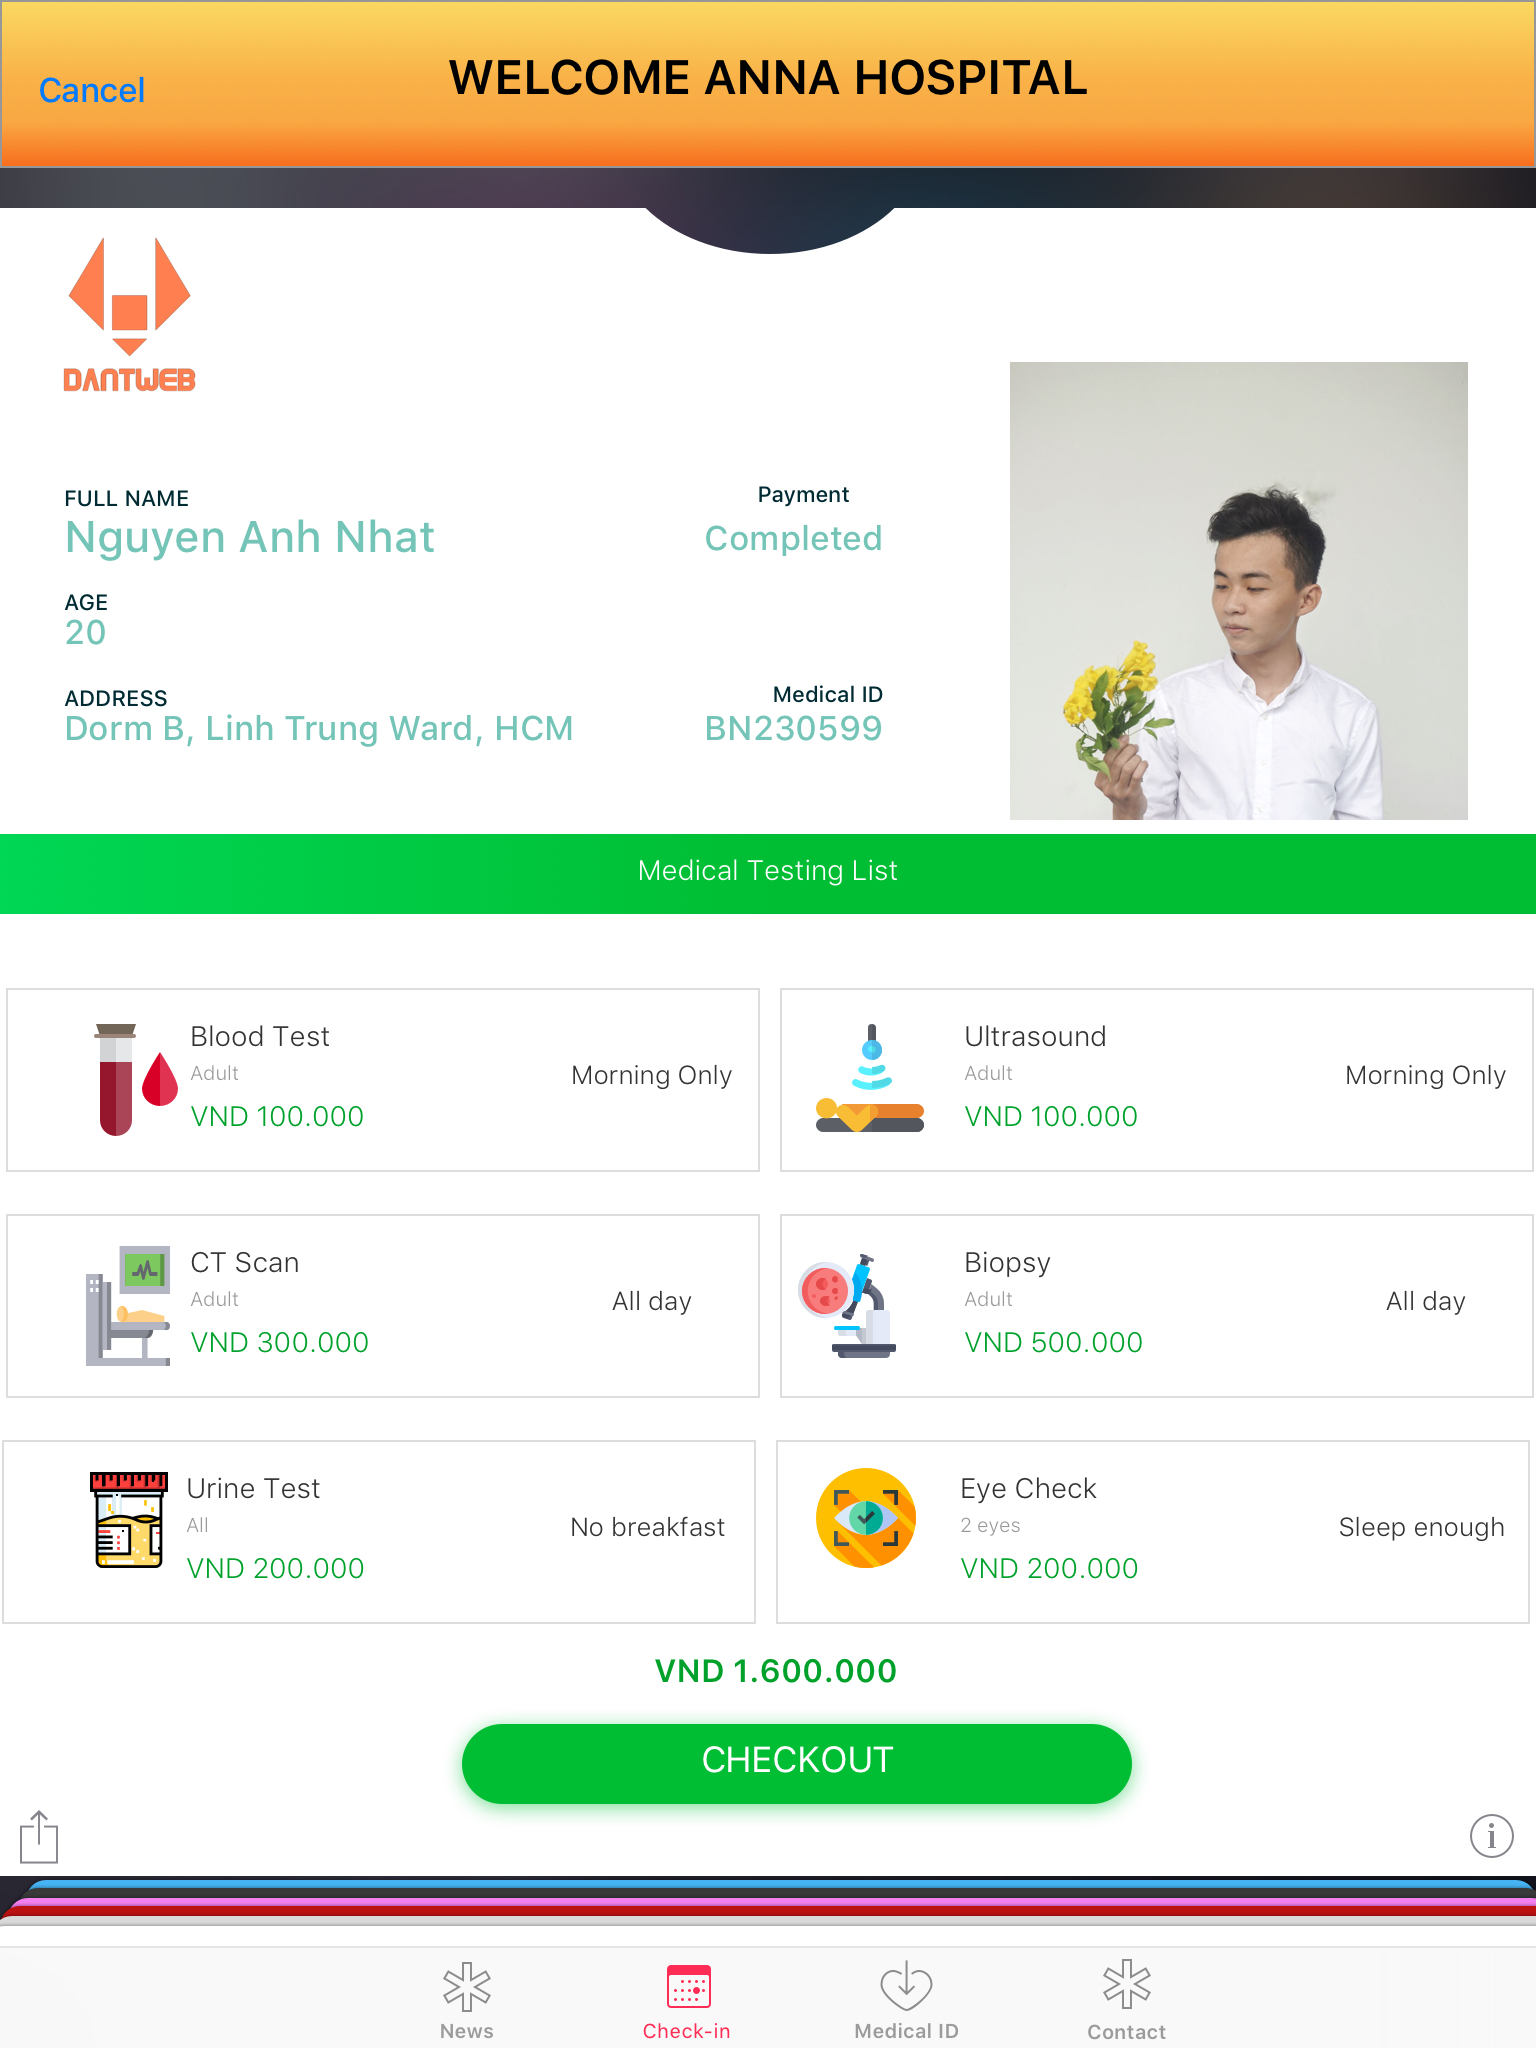 WELCOME ANNA HOSPITAL
Cancel
DANTWEB
FULL NAME
Nguyen Anh Nhat
Payment
Completed
AGE
20
ADDRESS
Dorm B, Linh Trung Ward, HCM
Medical ID
BN230599
Medical Testing List
Blood Test
Adult
Morning Only
VND 100.000
Ultrasound
Adult
Morning Only
VND 100.000
CT Scan
Adult
All day
VND 300.000
Biopsy
Adult
All day
VND 500.000
Urine Test
All
No breakfast
VND 200.000
Eye Check
2 eyes
Sleep enough
VND 200.000
VND 1.600.000
CHECKOUT
i
News
Check-in
Medical ID
Contact